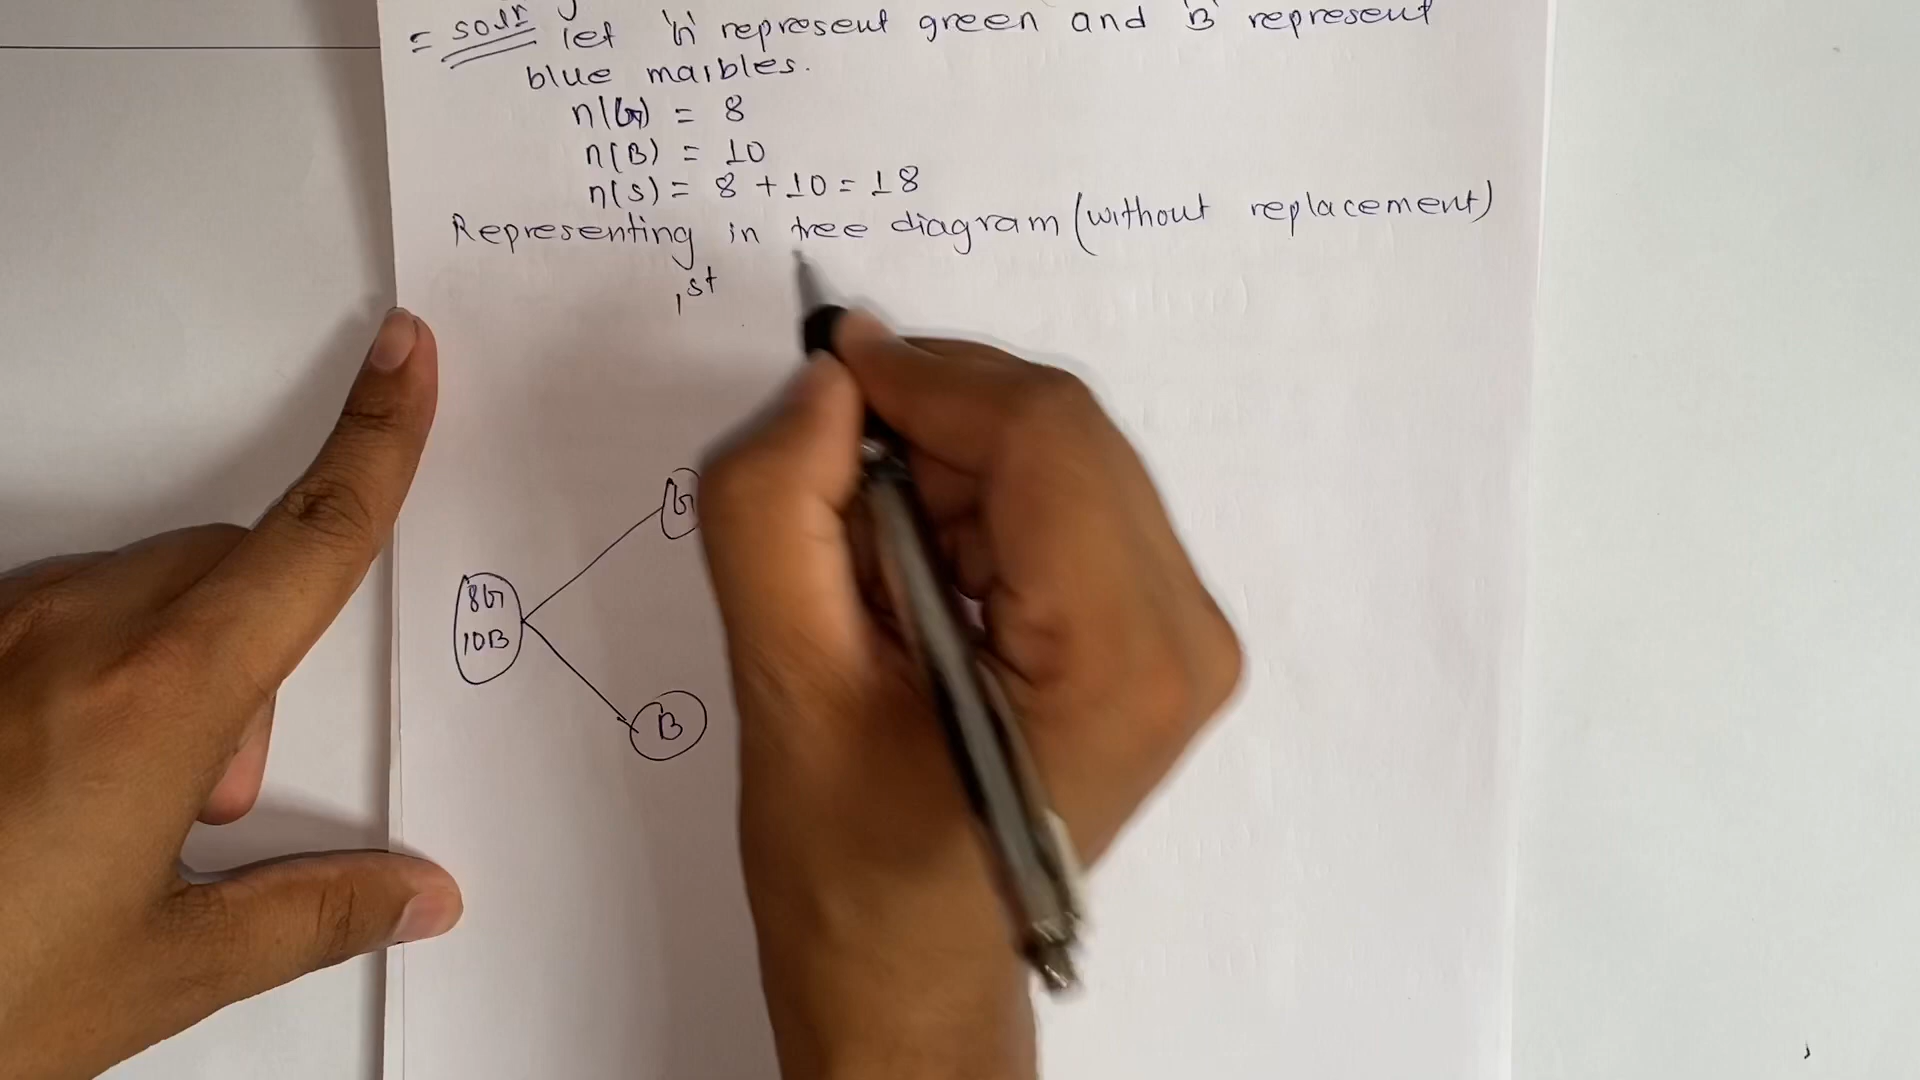 = soln let 'G' represent green and 'B' represent
blue marbles.
n(G) = 8
n(B) = 10
n(s) = 8 + 10 = 18
Representing in tree diagram (without replacement)
1st
G
8G
10B
B